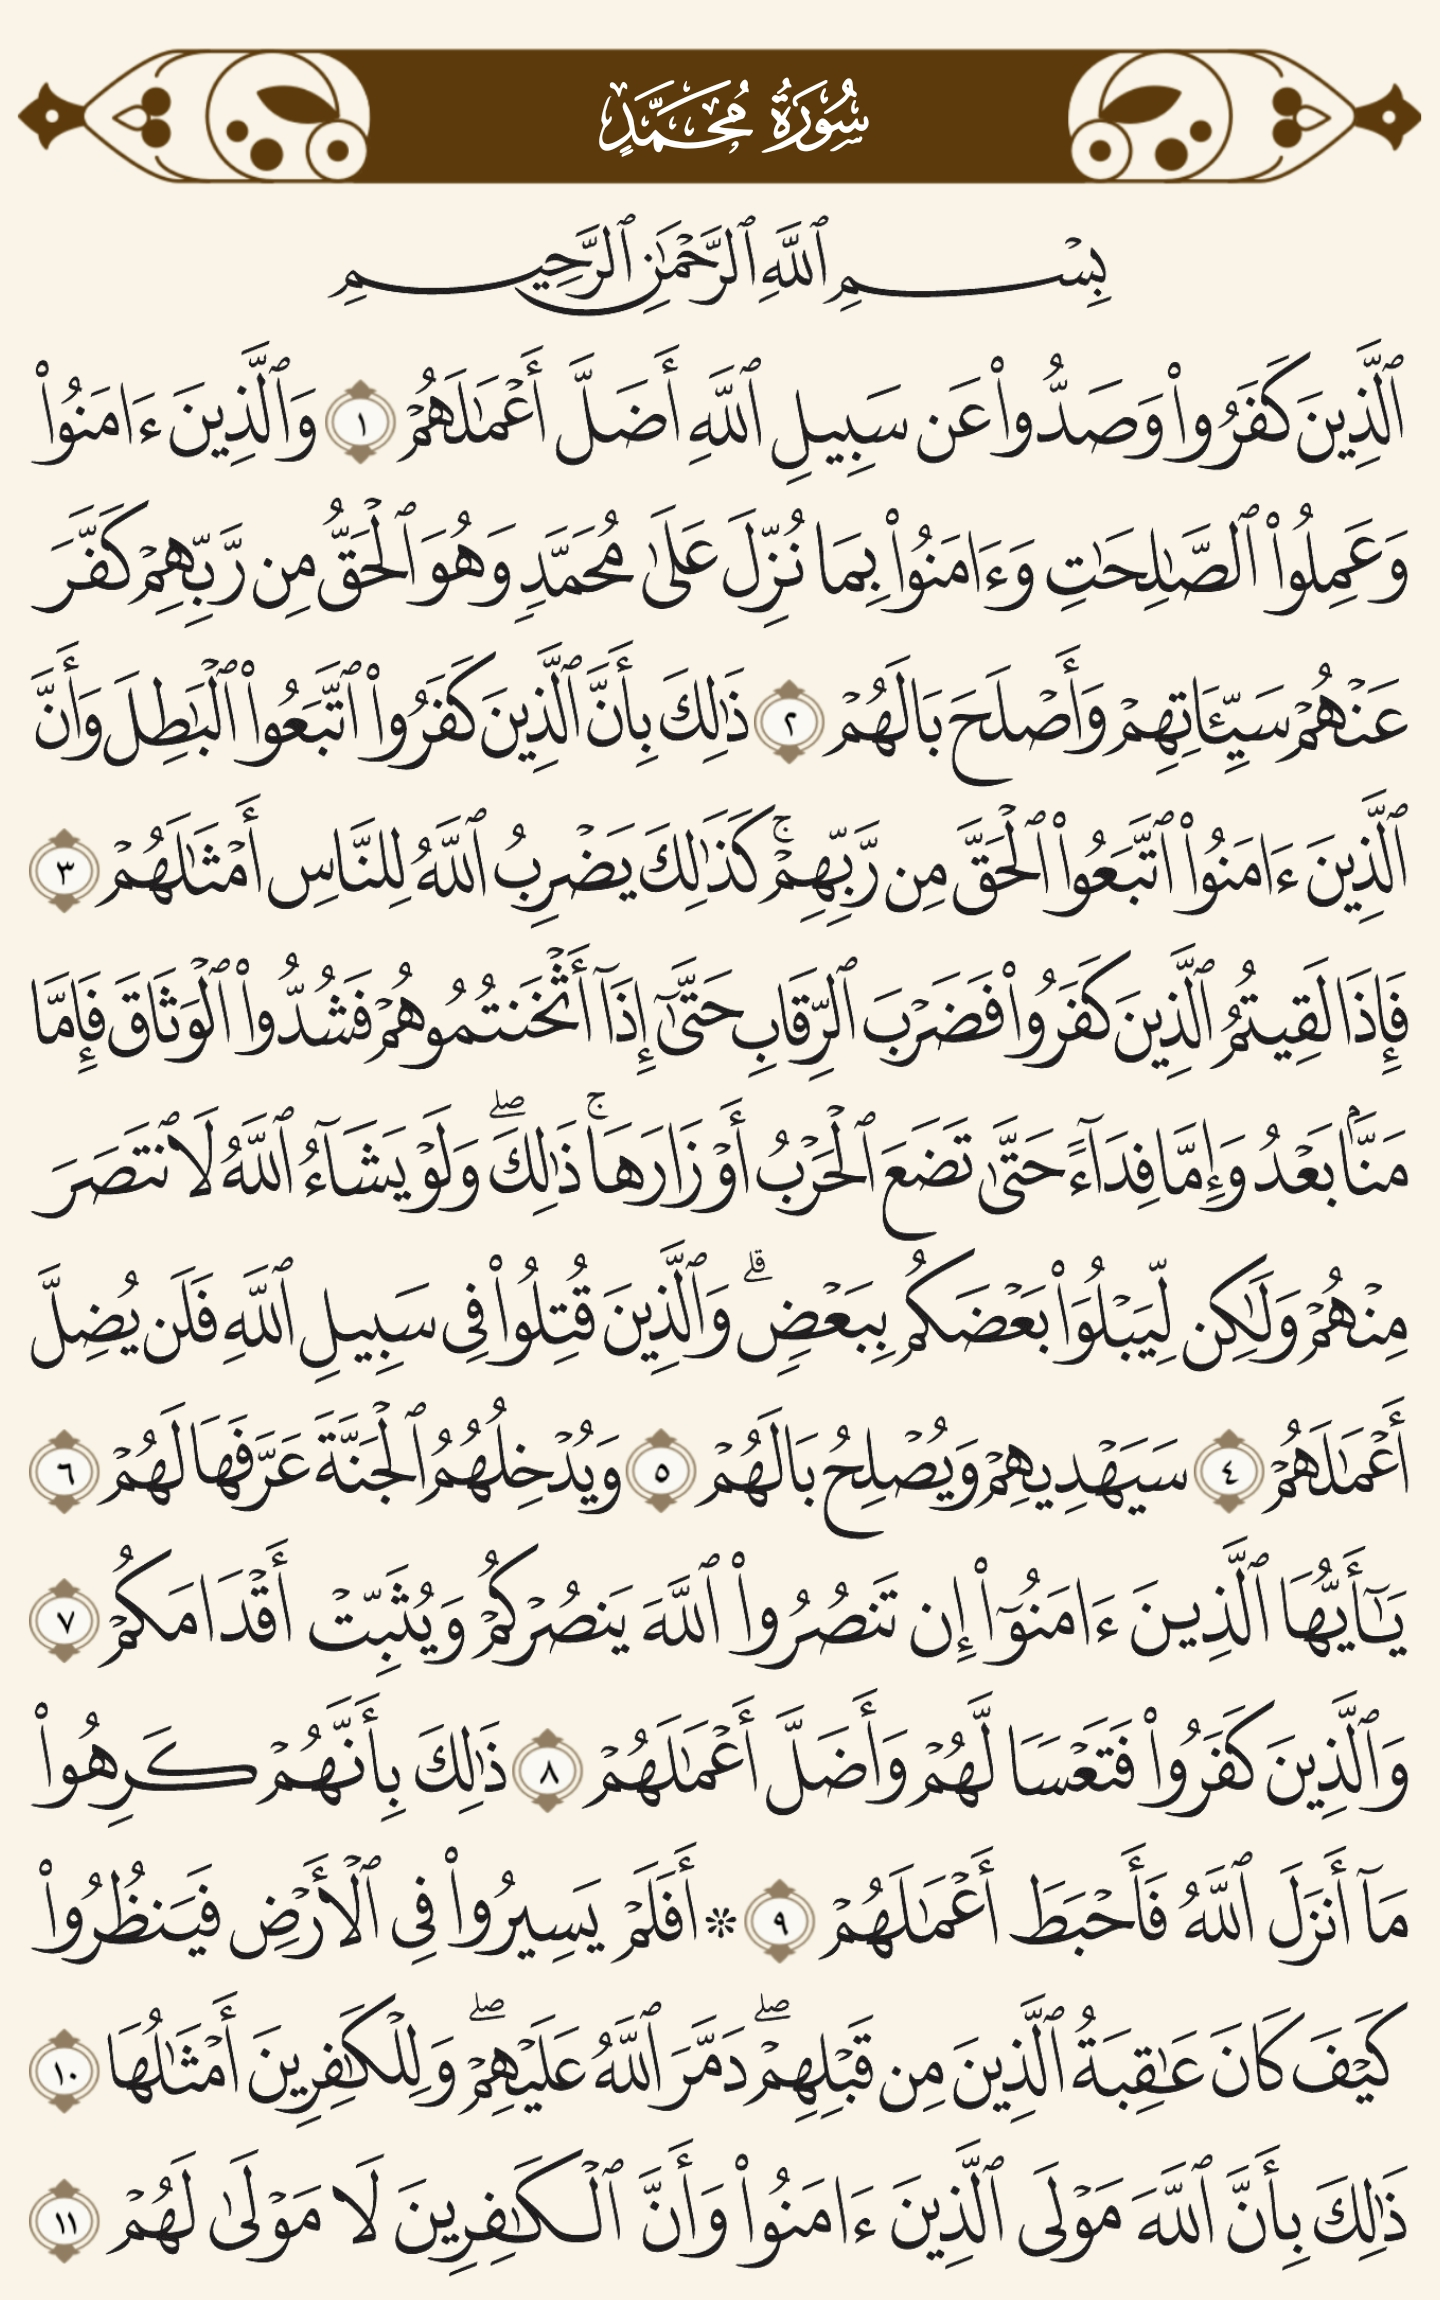 سُورَةُ مُحَمَّدٍ
بِسْمِ ٱللَّهِ ٱلرَّحْمَٰنِ ٱلرَّحِيمِ
ٱلَّذِينَ كَفَرُوا۟ وَصَدُّوا۟ عَن سَبِيلِ ٱللَّهِ أَضَلَّ أَعْمَٰلَهُمْ ١ وَٱلَّذِينَ ءَامَنُوا۟
وَعَمِلُوا۟ ٱلصَّٰلِحَٰتِ وَءَامَنُوا۟ بِمَا نُزِّلَ عَلَىٰ مُحَمَّدٍ وَهُوَ ٱلْحَقُّ مِن رَّبِّهِمْ كَفَّرَ
عَنْهُمْ سَيِّـَٔاتِهِمْ وَأَصْلَحَ بَالَهُمْ ٢ ذَٰلِكَ بِأَنَّ ٱلَّذِينَ كَفَرُوا۟ ٱتَّبَعُوا۟ ٱلْبَٰطِلَ وَأَنَّ
ٱلَّذِينَ ءَامَنُوا۟ ٱتَّبَعُوا۟ ٱلْحَقَّ مِن رَّبِّهِمْ ۚ كَذَٰلِكَ يَضْرِبُ ٱللَّهُ لِلنَّاسِ أَمْثَٰلَهُمْ ٣
فَإِذَا لَقِيتُمُ ٱلَّذِينَ كَفَرُوا۟ فَضَرْبَ ٱلرِّقَابِ حَتَّىٰٓ إِذَآ أَثْخَنتُمُوهُمْ فَشُدُّوا۟ ٱلْوَثَاقَ فَإِمَّا
مَنًّۢا بَعْدُ وَإِمَّا فِدَآءً حَتَّىٰ تَضَعَ ٱلْحَرْبُ أَوْزَارَهَا ۚ ذَٰلِكَ ۖ وَلَوْ يَشَآءُ ٱللَّهُ لَٱنتَصَرَ
مِنْهُمْ وَلَٰكِن لِّيَبْلُوَا۟ بَعْضَكُم بِبَعْضٍ ۗ وَٱلَّذِينَ قُتِلُوا۟ فِى سَبِيلِ ٱللَّهِ فَلَن يُضِلَّ
أَعْمَٰلَهُمْ ٤ سَيَهْدِيهِمْ وَيُصْلِحُ بَالَهُمْ ٥ وَيُدْخِلُهُمُ ٱلْجَنَّةَ عَرَّفَهَا لَهُمْ ٦
يَٰٓأَيُّهَا ٱلَّذِينَ ءَامَنُوٓا۟ إِن تَنصُرُوا۟ ٱللَّهَ يَنصُرْكُمْ وَيُثَبِّتْ أَقْدَامَكُمْ ٧
وَٱلَّذِينَ كَفَرُوا۟ فَتَعْسًا لَّهُمْ وَأَضَلَّ أَعْمَٰلَهُمْ ٨ ذَٰلِكَ بِأَنَّهُمْ كَرِهُوا۟
مَآ أَنزَلَ ٱللَّهُ فَأَحْبَطَ أَعْمَٰلَهُمْ ٩ ۞ أَفَلَمْ يَسِيرُوا۟ فِى ٱلْأَرْضِ فَيَنظُرُوا۟
كَيْفَ كَانَ عَٰقِبَةُ ٱلَّذِينَ مِن قَبْلِهِمْ ۖ دَمَّرَ ٱللَّهُ عَلَيْهِمْ ۖ وَلِلْكَٰفِرِينَ أَمْثَٰلُهَا ١٠
ذَٰلِكَ بِأَنَّ ٱللَّهَ مَوْلَى ٱلَّذِينَ ءَامَنُوا۟ وَأَنَّ ٱلْكَٰفِرِينَ لَا مَوْلَىٰ لَهُمْ ١١